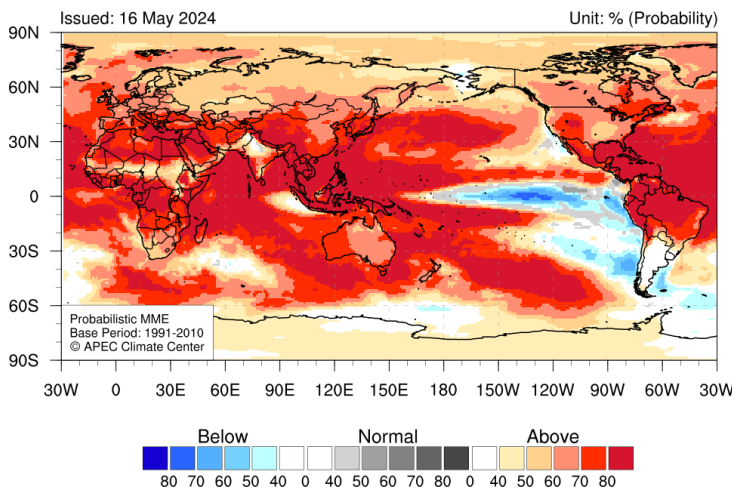 Issued: 16 May 2024 Unit: % (Probability)
90N
60N
30N
0
30S
60S
90S
Probabilistic MME
Base Period: 1991-2010
© APEC Climate Center
30W 0 30E 60E 90E 120E 150E 180 150W 120W 90W 60W 30W
Below Normal Above
80 70 60 50 40 0 40 50 60 70 80 0 40 50 60 70 80